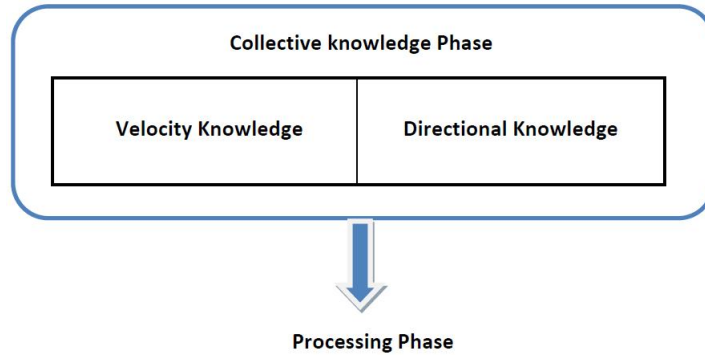 Collective knowledge Phase
Velocity Knowledge
Directional Knowledge
Processing Phase